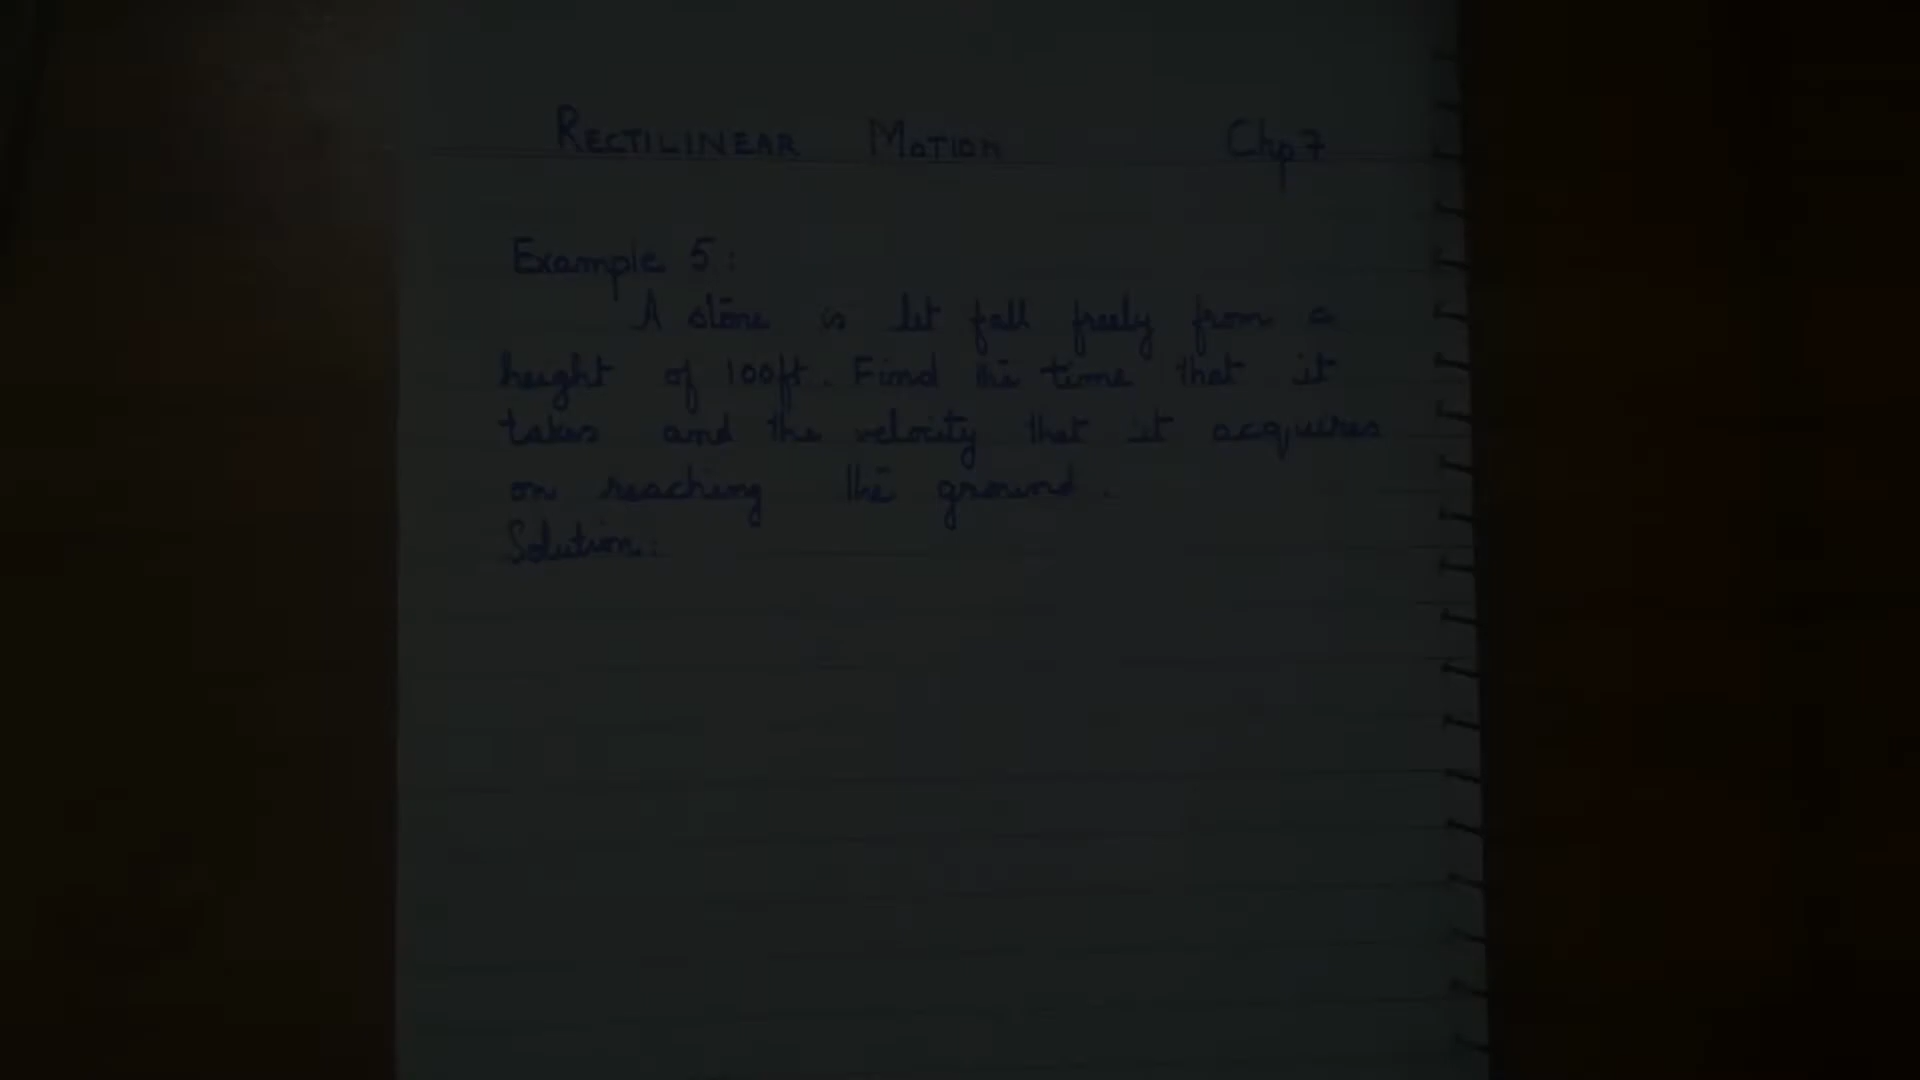 RECTILINEAR MOTION Chp 7
Example 5:
A stone is let fall freely from a
height of 100ft. Find the time that it
takes and the velocity that it acquires
on reaching the ground.
Solution: